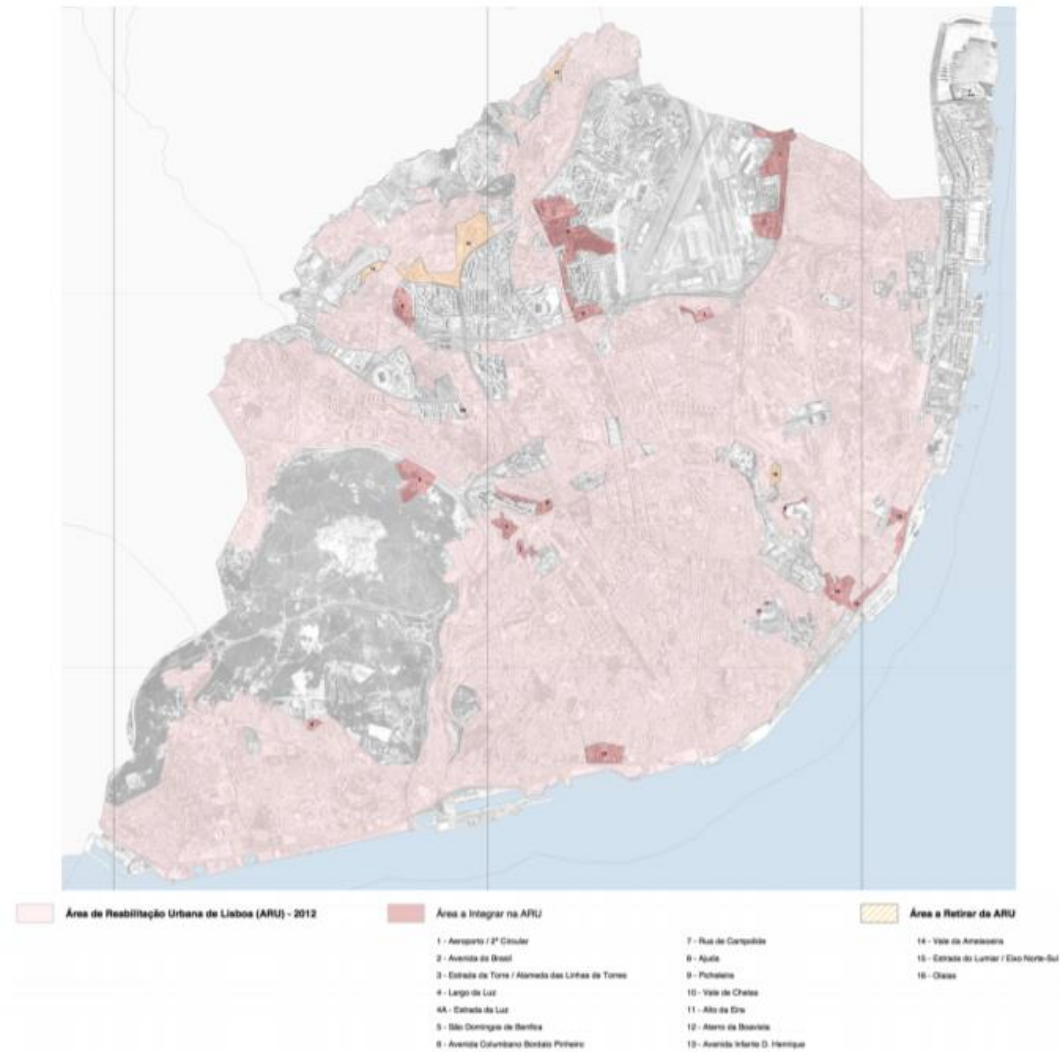 Área de Reabilitação Urbana de Lisboa (ARU) - 2012
Área a Integrar na ARU
1 - Aeroporto / 2ª Circular
2 - Avenida do Brasil
3 - Estrada da Torre / Alameda das Linhas de Torres
4 - Largo da Luz
4A - Estrada da Luz
5 - São Domingos de Benfica
6 - Avenida Columbano Bordalo Pinheiro
7 - Rua de Campolide
8 - Ajuda
9 - Picheleira
10 - Vale de Chelas
11 - Alto da Eira
12 - Aterro da Boavista
13 - Avenida Infante D. Henrique
Área a Retirar da ARU
14 - Vale da Ameixoeira
15 - Estrada do Lumiar / Eixo Norte-Sul
16 - Olaias